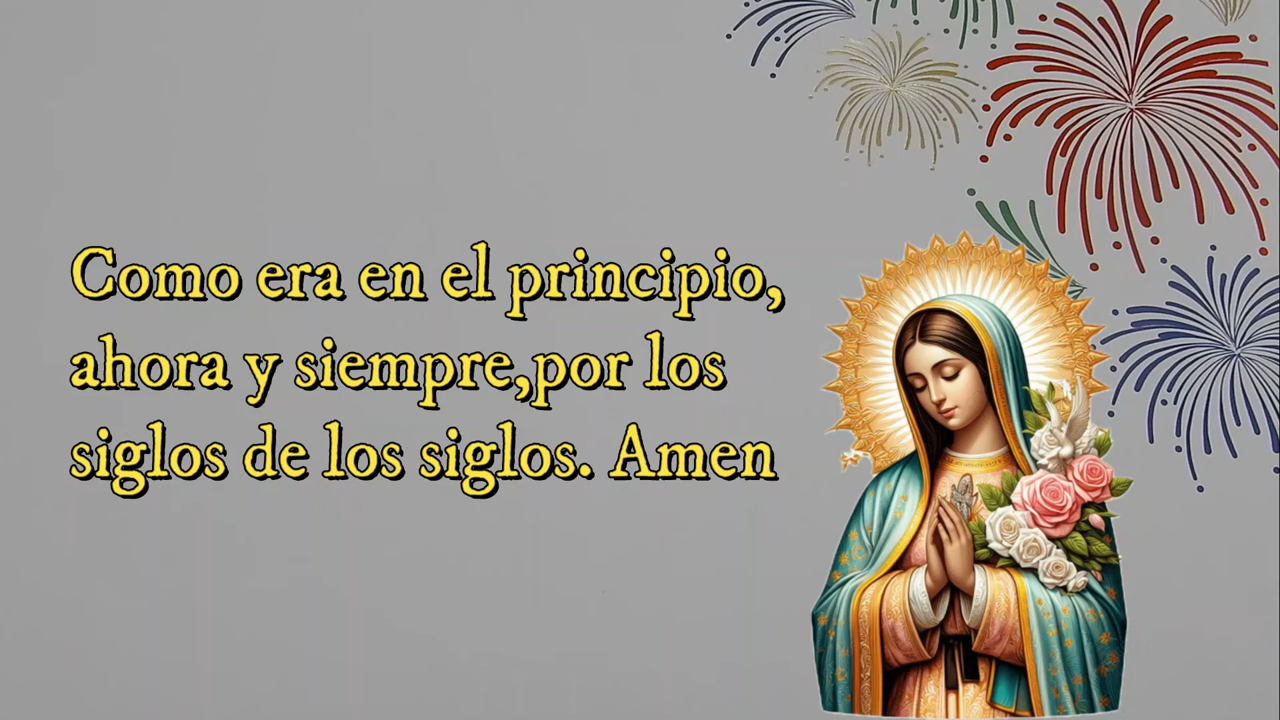 Como era en el principio,
ahora y siempre,por los
siglos de los siglos. Amen